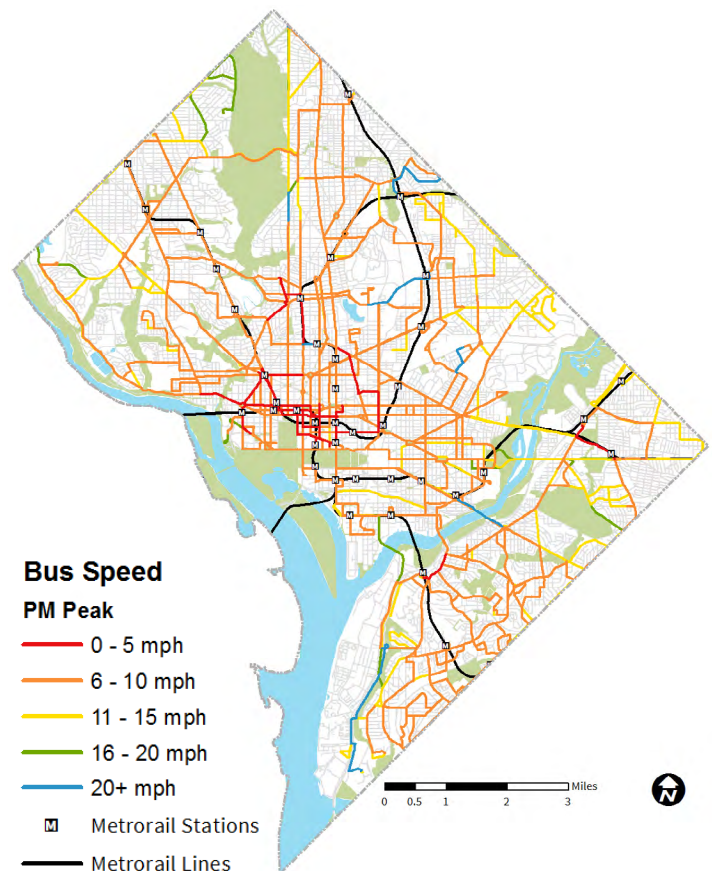 Bus Speed
PM Peak
0 - 5 mph
6 - 10 mph
11 - 15 mph
16 - 20 mph
20+ mph
M Metrorail Stations
Metrorail Lines
Miles
0 0.5 1 2 3
N